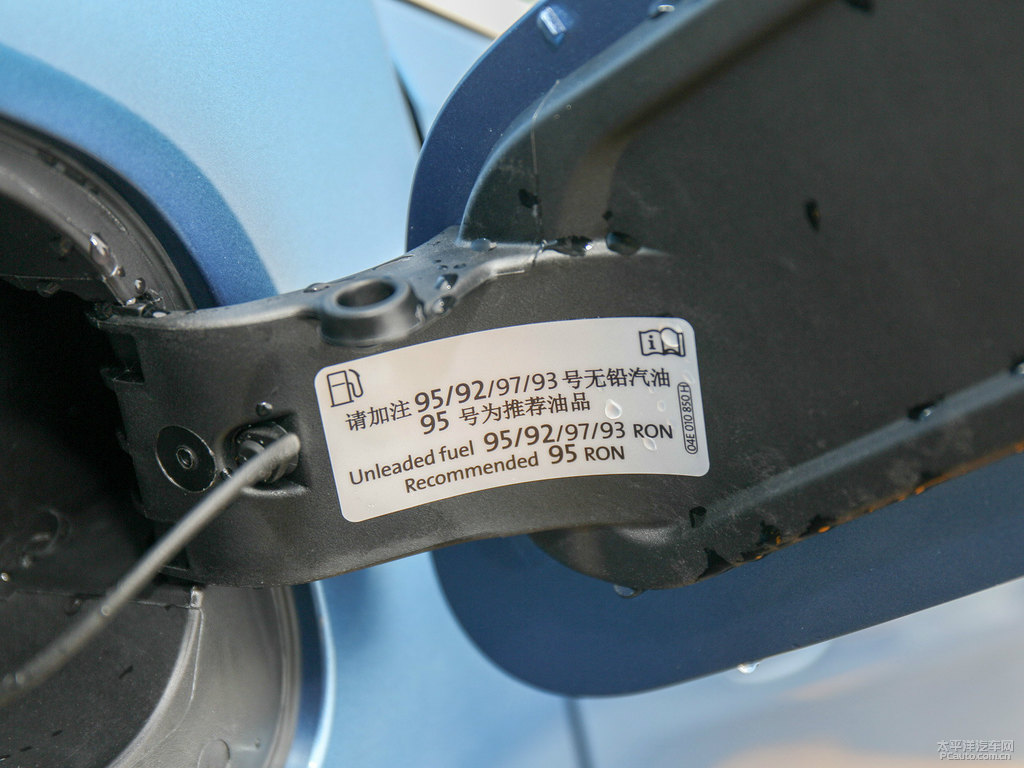 请加注 95/92/97/93 号无铅汽油
95 号为推荐油品
Unleaded fuel 95/92/97/93 RON
Recommended 95 RON
04E 010 850 H
太平洋汽车网
PCauto.com.cn